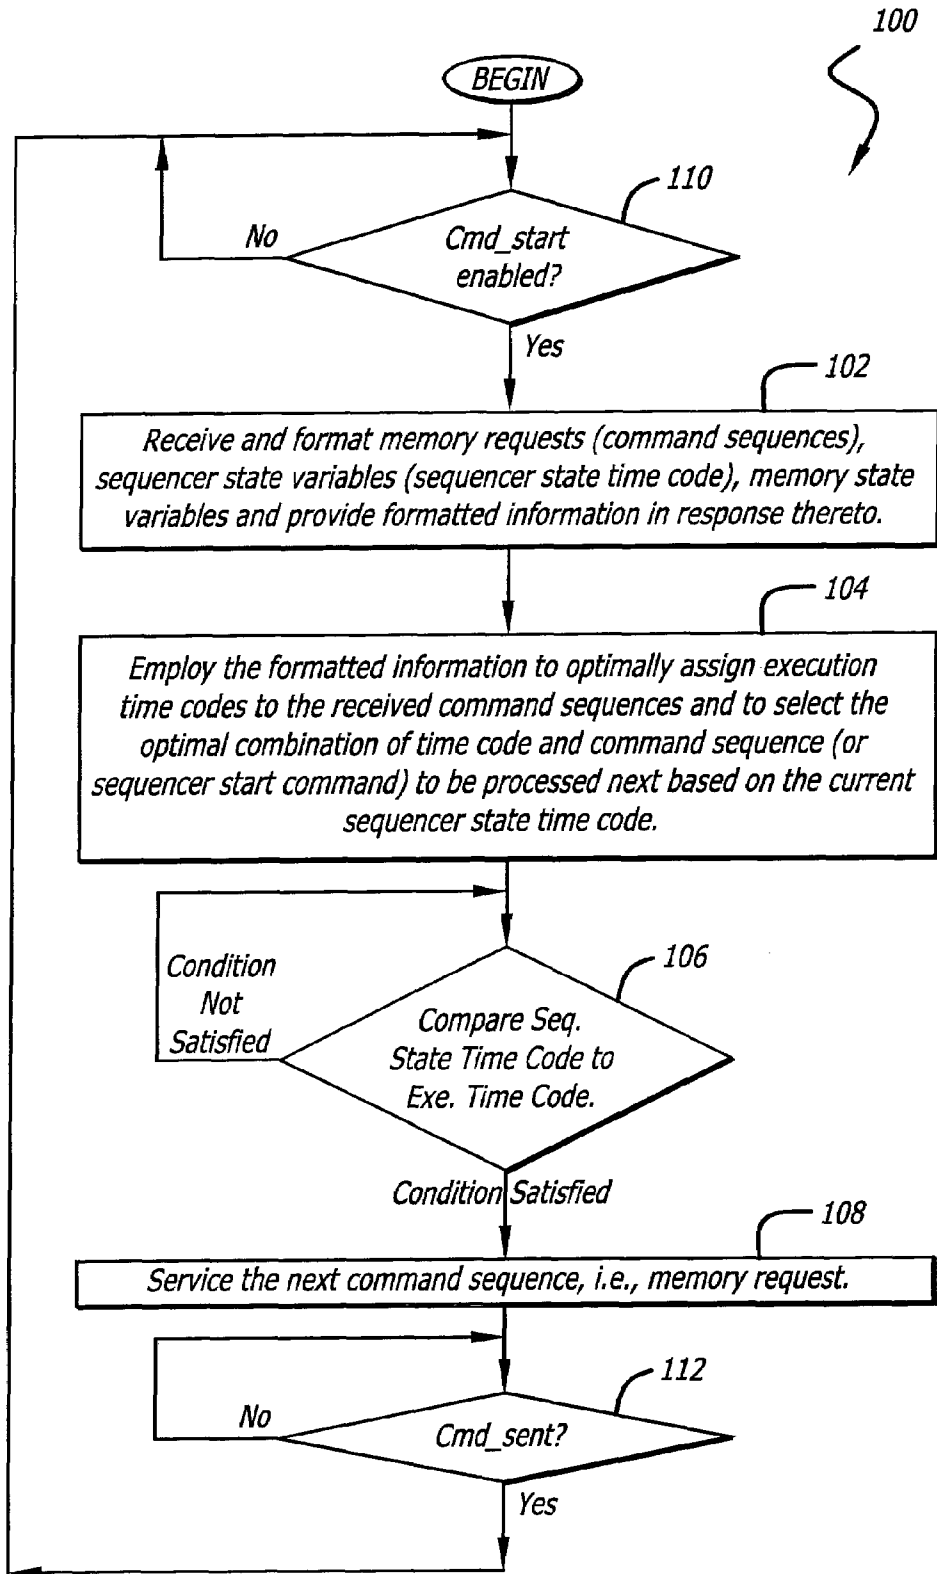 100
BEGIN
110
No
Cmd_start
enabled?
Yes
102
Receive and format memory requests (command sequences),
sequencer state variables (sequencer state time code), memory state
variables and provide formatted information in response thereto.
104
Employ the formatted information to optimally assign execution
time codes to the received command sequences and to select the
optimal combination of time code and command sequence (or
sequencer start command) to be processed next based on the current
sequencer state time code.
106
Condition
Not
Satisfied
Compare Seq.
State Time Code to
Exe. Time Code.
Condition Satisfied
108
Service the next command sequence, i.e., memory request.
112
No
Cmd_sent?
Yes